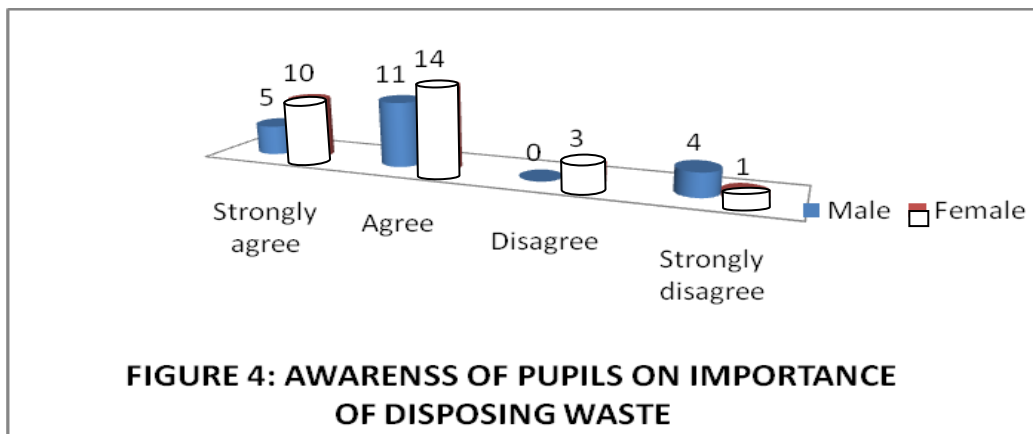 5 10 11 14 0 3 4 1
Strongly agree
Agree
Disagree
Strongly disagree
Male Female
FIGURE 4: AWARENSS OF PUPILS ON IMPORTANCE
OF DISPOSING WASTE